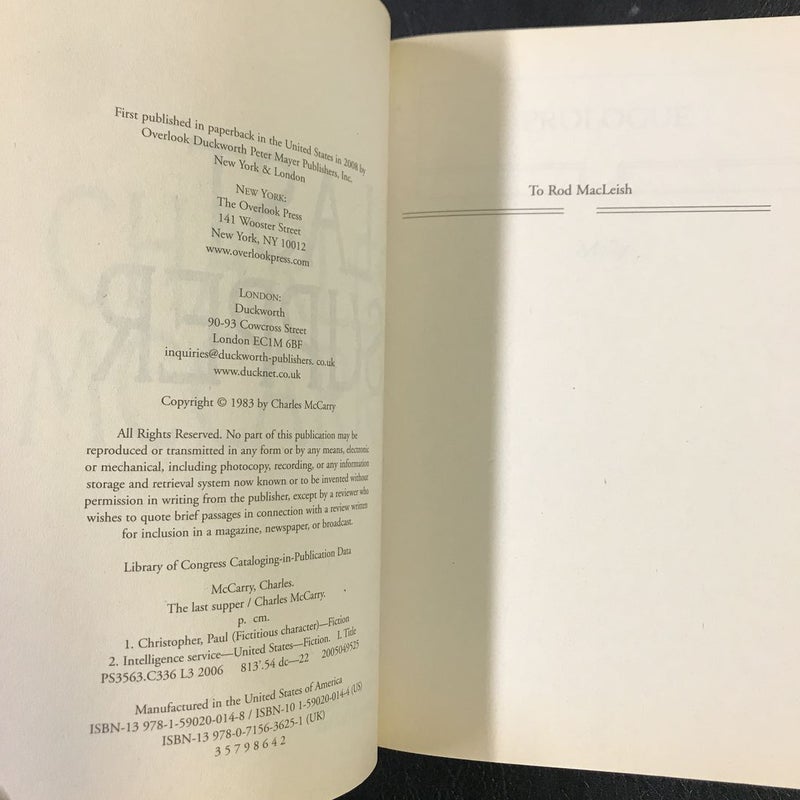 First published in paperback in the United States in 2008 by
Overlook Duckworth Peter Mayer Publishers, Inc.
New York & London
NEW YORK:
The Overlook Press
141 Wooster Street
New York, NY 10012
www.overlookpress.com
LONDON:
Duckworth
90-93 Cowcross Street
London EC1M 6BF
inquiries@duckworth-publishers. co.uk
www.ducknet.co.uk
Copyright © 1983 by Charles McCarry
All Rights Reserved. No part of this publication may be
reproduced or transmitted in any form or by any means, electronic
or mechanical, including photocopy, recording, or any information
storage and retrieval system now known or to be invented without
permission in writing from the publisher, except by a reviewer who
wishes to quote brief passages in connection with a review written
for inclusion in a magazine, newspaper, or broadcast.
Library of Congress Cataloging-in-Publication Data
McCarry, Charles.
The last supper / Charles McCarry.
p. cm.
1. Christopher, Paul (Fictitious character)—Fiction
2. Intelligence service—United States—Fiction. I. Title
PS3563.C336 L3 2006 813'.54 dc—22 2005049525
Manufactured in the United States of America
ISBN-13 978-1-59020-014-8 / ISBN-10 1-59020-014-4 (US)
ISBN-13 978-0-7156-3625-1 (UK)
3 5 7 9 8 6 4 2
To Rod MacLeish
PROLOGUE